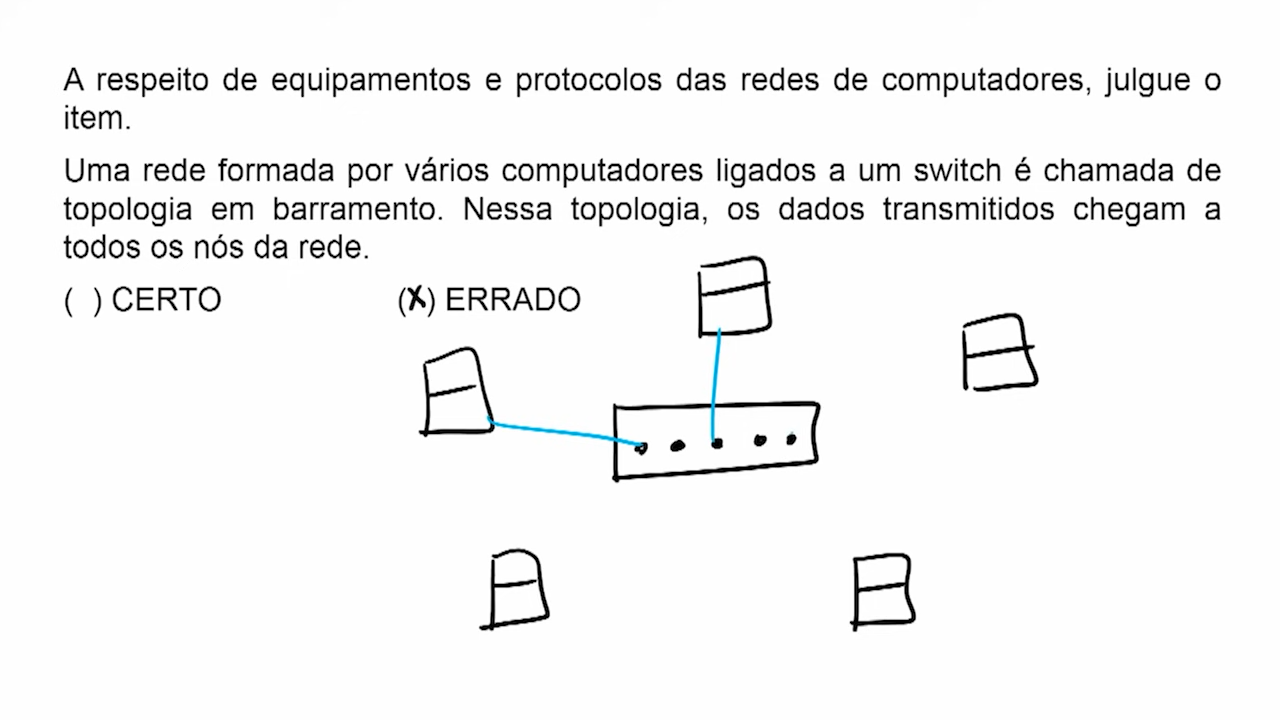 A respeito de equipamentos e protocolos das redes de computadores, julgue o
item.
Uma rede formada por vários computadores ligados a um switch é chamada de
topologia em barramento. Nessa topologia, os dados transmitidos chegam a
todos os nós da rede.
( ) CERTO (X) ERRADO